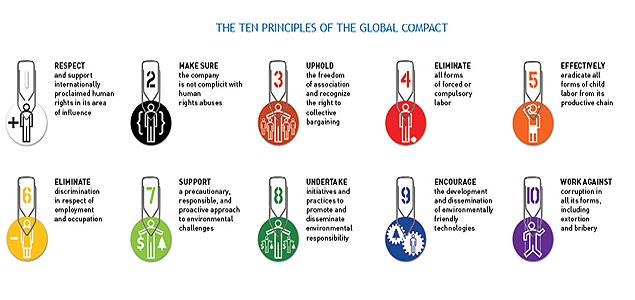 THE TEN PRINCIPLES OF THE GLOBAL COMPACT
1
RESPECT
and support
internationally
proclaimed human
rights in its area
of influence
2
MAKE SURE
the company
is not complicit with
human
rights abuses
3
UPHOLD
the freedom
of association and
recognize
the right to
collective
bargaining
4
ELIMINATE
all forms
of forced or
compulsory
labor
5
EFFECTIVELY
eradicate all
forms of child
labor from its
productive chain
6
ELIMINATE
discrimination
in respect of
employment
and occupation
7
SUPPORT
a precautionary,
responsible, and
proactive approach
to environmental
challenges
8
UNDERTAKE
initiatives and
practices to
promote and
disseminate
environmental
responsibility
9
ENCOURAGE
the development
and dissemination
of environmentally
friendly
technologies
10
WORK AGAINST
corruption in
all its forms,
including
extortion
and bribery